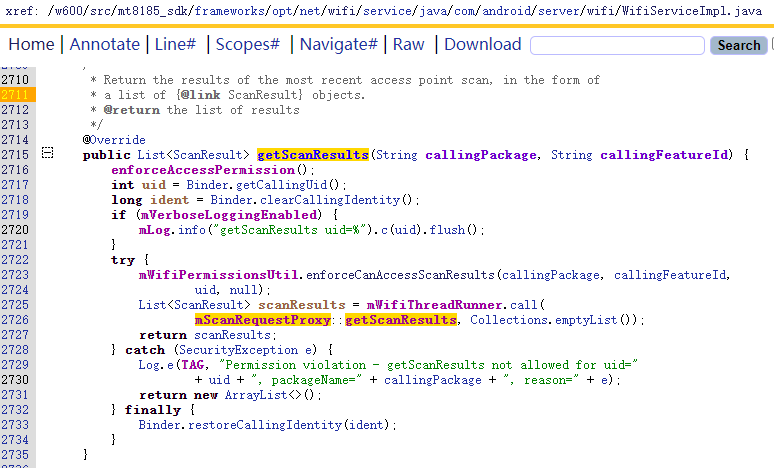 xref: /w600/src/mt8185_sdk/frameworks/opt/net/wifi/service/java/com/android/server/wifi/WifiServiceImpl.java
Home | Annotate | Line# | Scopes# | Navigate# | Raw | Download Search
2710 * Return the results of the most recent access point scan, in the form of
2711 * a list of {@link ScanResult} objects.
2712 * @return the list of results
2713 */
2714 @Override
2715 public List<ScanResult> getScanResults(String callingPackage, String callingFeatureId) {
2716 enforceAccessPermission();
2717 int uid = Binder.getCallingUid();
2718 long ident = Binder.clearCallingIdentity();
2719 if (mVerboseLoggingEnabled) {
2720 mLog.info("getScanResults uid=%").c(uid).flush();
2721 }
2722 try {
2723 mWifiPermissionsUtil.enforceCanAccessScanResults(callingPackage, callingFeatureId,
2724 uid, null);
2725 List<ScanResult> scanResults = mWifiThreadRunner.call(
2726 mScanRequestProxy::getScanResults, Collections.emptyList());
2727 return scanResults;
2728 } catch (SecurityException e) {
2729 Log.e(TAG, "Permission violation - getScanResults not allowed for uid="
2730 + uid + ", packageName=" + callingPackage + ", reason=" + e);
2731 return new ArrayList<>();
2732 } finally {
2733 Binder.restoreCallingIdentity(ident);
2734 }
2735 }